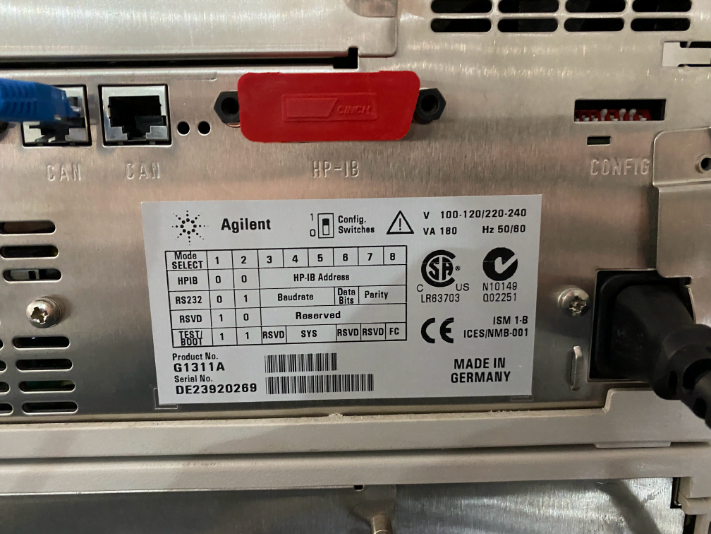 CINCH
CAN CAN HP-IB CONFIG
Agilent
1
0
Config.
Switches
V 100-120/220-240
VA 180 Hz 50/60
Mode
SELECT 1 2 3 4 5 6 7 8
HPIB 0 0 HP-IB Address
RS232 0 1 Baudrate Data Bits Parity
RSVD 1 0 Reserved
TEST/
BOOT 1 1 RSVD SYS RSVD RSVD FC
SA
C US
LR63703
N10149
Q02251
CE
ISM 1-B
ICES/NMB-001
Product No.
G1311A
Serial No.
DE23920269
MADE IN
GERMANY